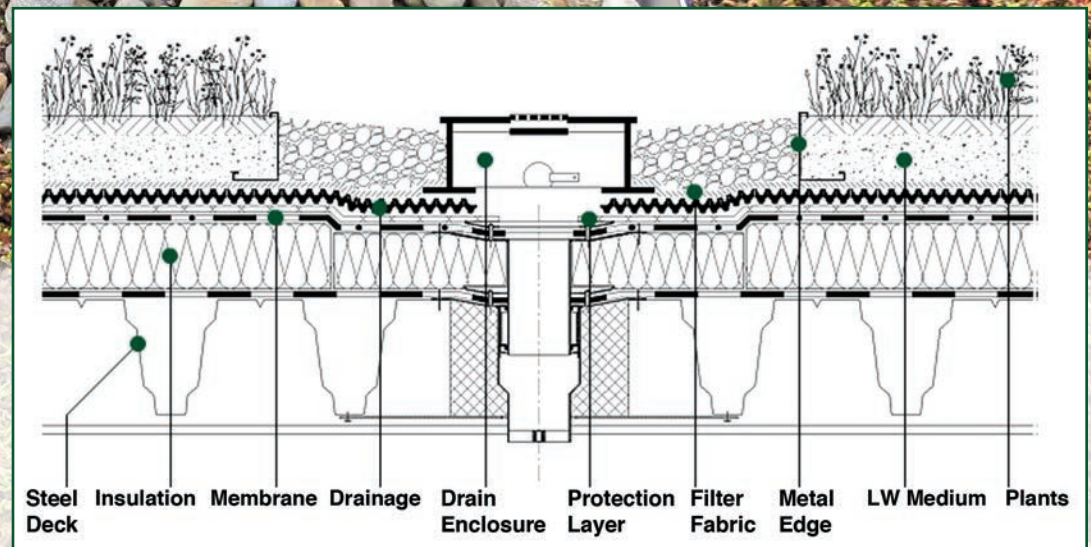 Steel Deck
Insulation
Membrane
Drainage
Drain Enclosure
Protection Layer
Filter Fabric
Metal Edge
LW Medium
Plants